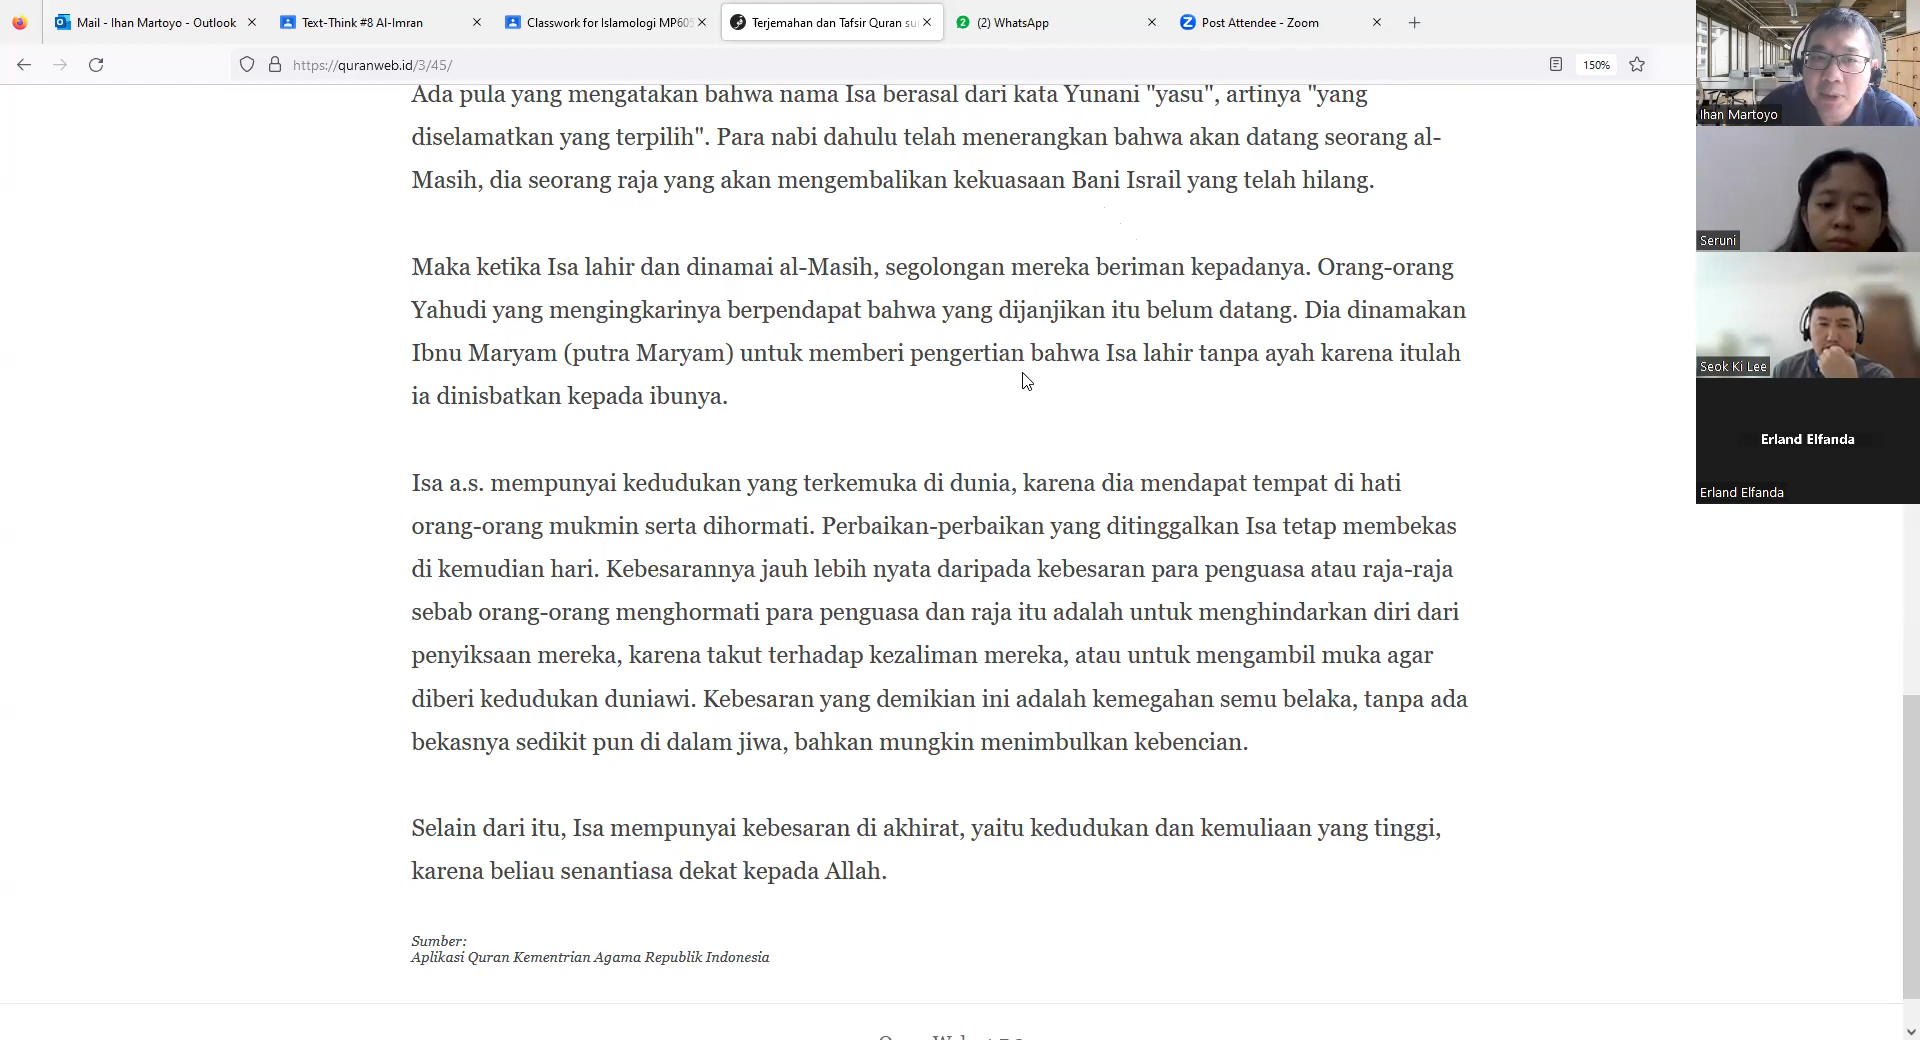 Mail - Ihan Martoyo - Outlook
Text-Think #8 Al-Imran
Classwork for Islamologi MP605
Terjemahan dan Tafsir Quran su
(2) WhatsApp
Post Attendee - Zoom
https://quranweb.id/3/45/
150%
Ada pula yang mengatakan bahwa nama Isa berasal dari kata Yunani "yasu", artinya "yang
diselamatkan yang terpilih". Para nabi dahulu telah menerangkan bahwa akan datang seorang al-
Masih, dia seorang raja yang akan mengembalikan kekuasaan Bani Israil yang telah hilang.
Maka ketika Isa lahir dan dinamai al-Masih, segolongan mereka beriman kepadanya. Orang-orang
Yahudi yang mengingkarinya berpendapat bahwa yang dijanjikan itu belum datang. Dia dinamakan
Ibnu Maryam (putra Maryam) untuk memberi pengertian bahwa Isa lahir tanpa ayah karena itulah
ia dinisbatkan kepada ibunya.
Isa a.s. mempunyai kedudukan yang terkemuka di dunia, karena dia mendapat tempat di hati
orang-orang mukmin serta dihormati. Perbaikan-perbaikan yang ditinggalkan Isa tetap membekas
di kemudian hari. Kebesarannya jauh lebih nyata daripada kebesaran para penguasa atau raja-raja
sebab orang-orang menghormati para penguasa dan raja itu adalah untuk menghindarkan diri dari
penyiksaan mereka, karena takut terhadap kezaliman mereka, atau untuk mengambil muka agar
diberi kedudukan duniawi. Kebesaran yang demikian ini adalah kemegahan semu belaka, tanpa ada
bekasnya sedikit pun di dalam jiwa, bahkan mungkin menimbulkan kebencian.
Selain dari itu, Isa mempunyai kebesaran di akhirat, yaitu kedudukan dan kemuliaan yang tinggi,
karena beliau senantiasa dekat kepada Allah.
Sumber:
Aplikasi Quran Kementrian Agama Republik Indonesia
Ihan Martoyo
Seruni
Seok Ki Lee
Erland Elfanda
Erland Elfanda